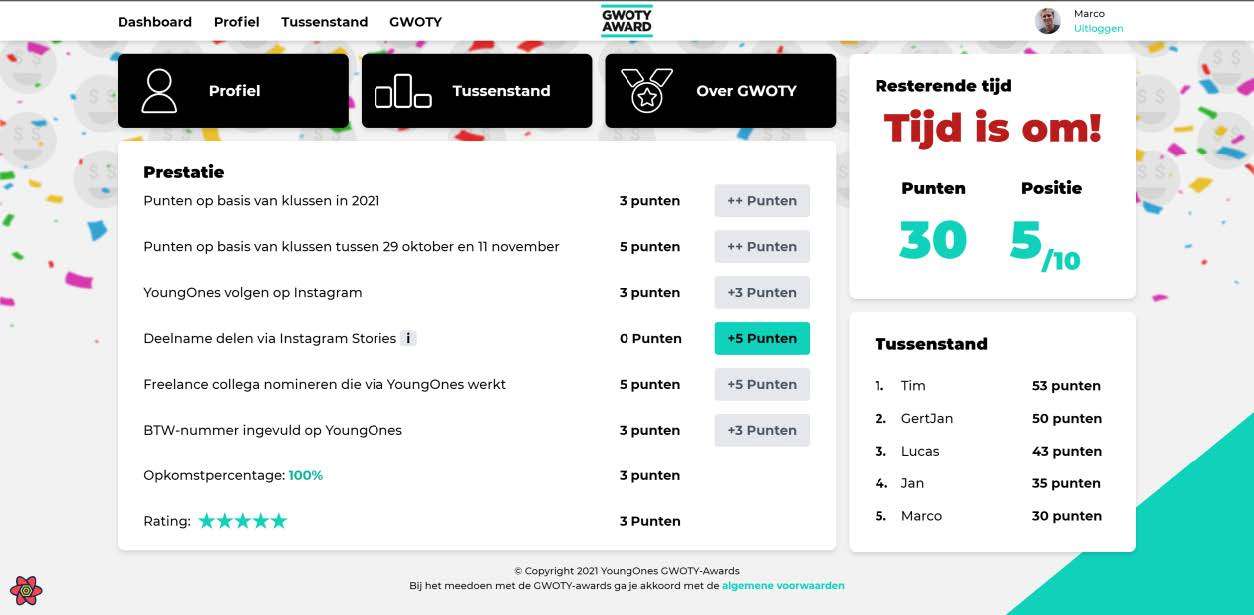 Dashboard Profiel Tussenstand GWOTY
GWOTY
AWARD
Marco
Uitloggen
Profiel
Tussenstand
Over GWOTY
Prestatie
Punten op basis van klussen in 2021 3 punten ++ Punten
Punten op basis van klussen tussen 29 oktober en 11 november 5 punten ++ Punten
YoungOnes volgen op Instagram 3 punten +3 Punten
Deelname delen via Instagram Stories i 0 Punten +5 Punten
Freelance collega nomineren die via YoungOnes werkt 5 punten +5 Punten
BTW-nummer ingevuld op YoungOnes 3 punten +3 Punten
Opkomstpercentage: 100% 3 punten
Rating: ★★★★★ 3 Punten
Resterende tijd
Tijd is om!
Punten Positie
30 5/10
Tussenstand
1. Tim 53 punten
2. GertJan 50 punten
3. Lucas 43 punten
4. Jan 35 punten
5. Marco 30 punten
© Copyright 2021 YoungOnes GWOTY-Awards
Bij het meedoen met de GWOTY-awards ga je akkoord met de algemene voorwaarden